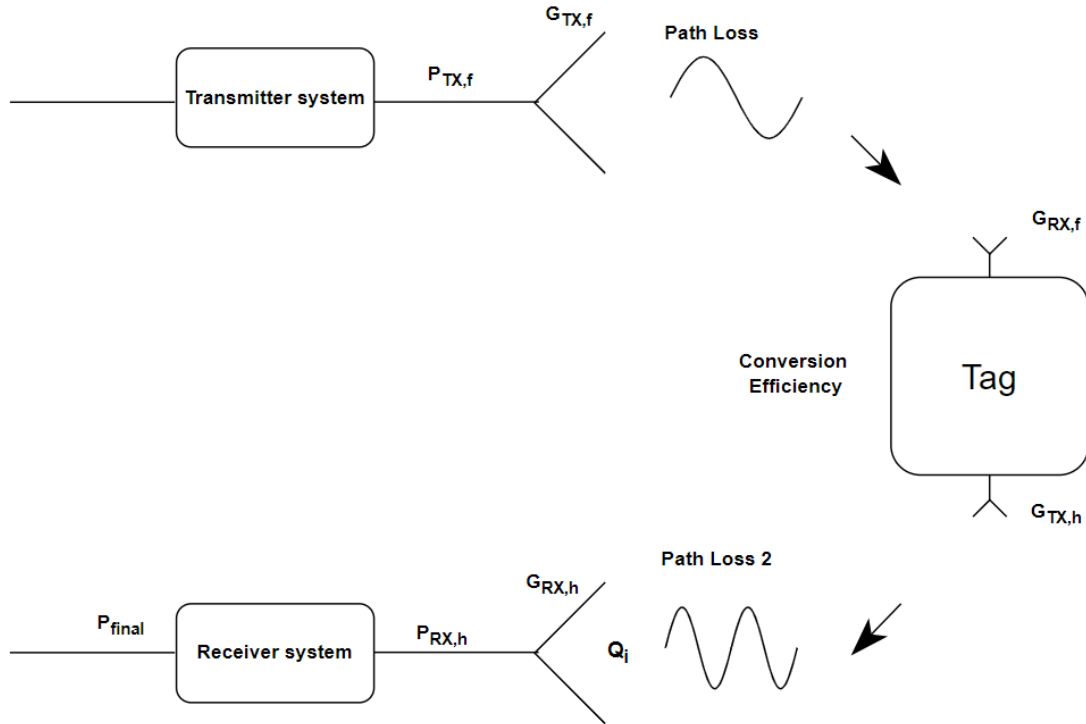 G_TX,f
Path Loss
P_TX,f
Transmitter system
G_RX,f
Conversion
Efficiency
Tag
G_TX,h
Path Loss 2
G_RX,h
P_final
P_RX,h
Q_i
Receiver system